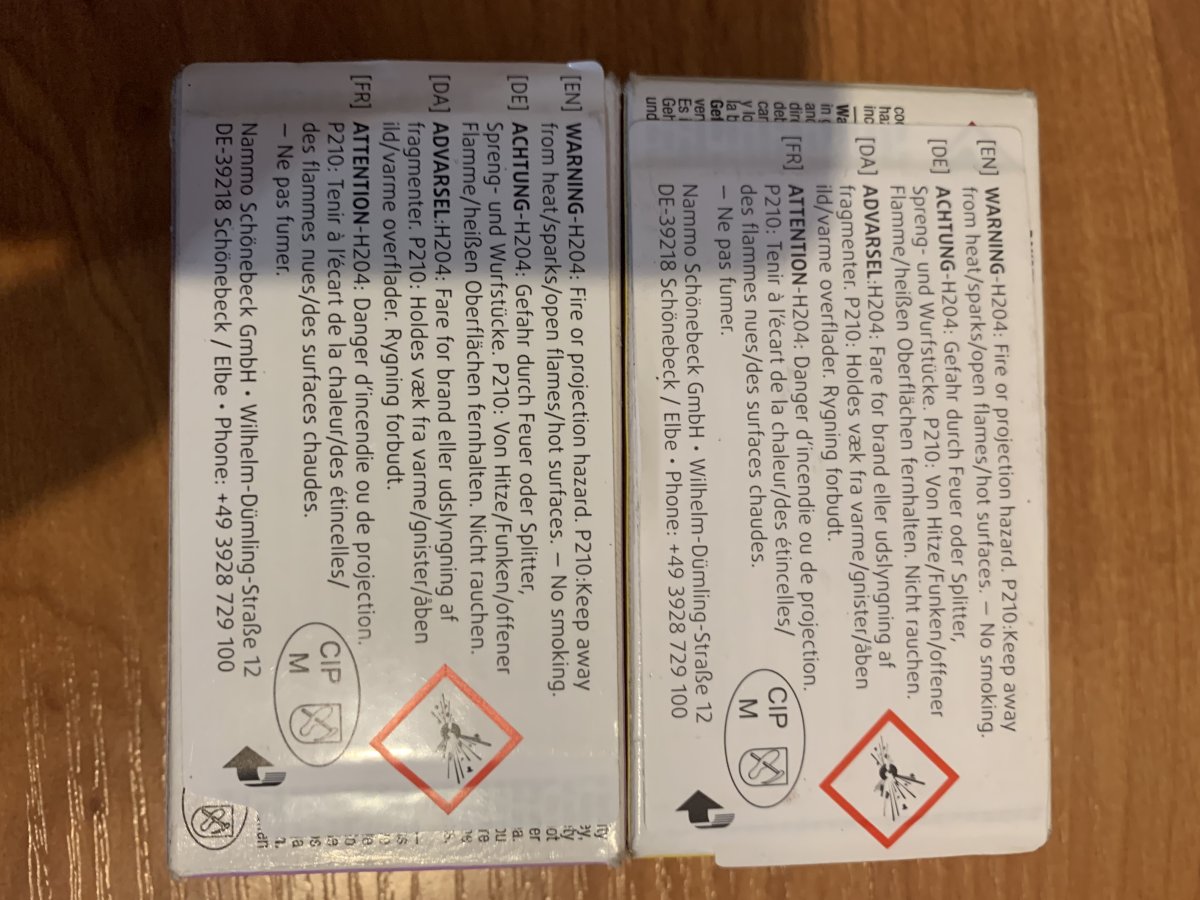 [EN] WARNING-H204: Fire or projection hazard. P210:Keep away
from heat/sparks/open flames/hot surfaces. – No smoking.
[DE] ACHTUNG-H204: Gefahr durch Feuer oder Splitter,
Spreng- und Wurfstücke. P210: Von Hitze/Funken/offener
Flamme/heißen Oberflächen fernhalten. Nicht rauchen.
[DA] ADVARSEL:H204: Fare for brand eller udslyngning af
fragmenter. P210: Holdes væk fra varme/gnister/åben
ild/varme overflader. Rygning forbudt.
[FR] ATTENTION-H204: Danger d'incendie ou de projection.
P210: Tenir à l'écart de la chaleur/des étincelles/
des flammes nues/des surfaces chaudes.
– Ne pas fumer.
Nammo Schönebeck GmbH • Wilhelm-Dümling-Straße 12
DE-39218 Schönebeck / Elbe • Phone: +49 3928 729 100
CIP
M
[EN] WARNING-H204: Fire or projection hazard. P210:Keep away
from heat/sparks/open flames/hot surfaces. – No smoking.
[DE] ACHTUNG-H204: Gefahr durch Feuer oder Splitter,
Spreng- und Wurfstücke. P210: Von Hitze/Funken/offener
Flamme/heißen Oberflächen fernhalten. Nicht rauchen.
[DA] ADVARSEL:H204: Fare for brand eller udslyngning af
fragmenter. P210: Holdes væk fra varme/gnister/åben
ild/varme overflader. Rygning forbudt.
[FR] ATTENTION-H204: Danger d'incendie ou de projection.
P210: Tenir à l'écart de la chaleur/des étincelles/
des flammes nues/des surfaces chaudes.
– Ne pas fumer.
Nammo Schönebeck GmbH • Wilhelm-Dümling-Straße 12
DE-39218 Schönebeck / Elbe • Phone: +49 3928 729 100
CIP
M